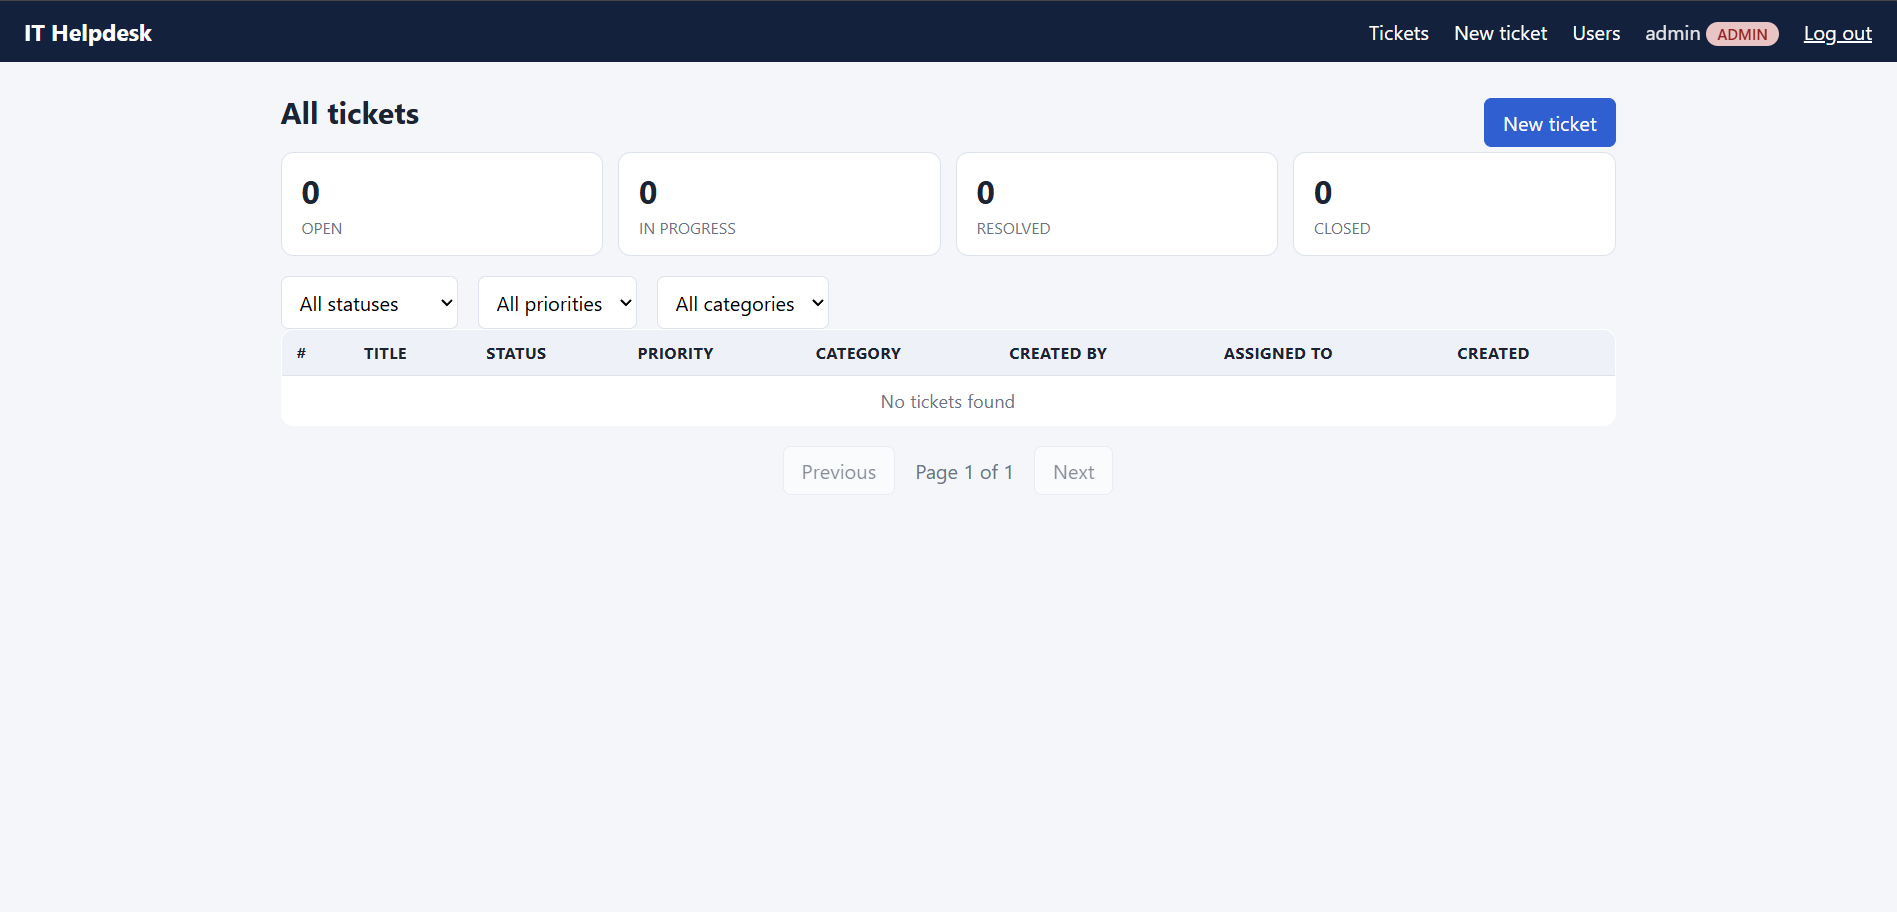 IT Helpdesk Tickets New ticket Users admin ADMIN Log out
All tickets New ticket
0 0 0 0
OPEN IN PROGRESS RESOLVED CLOSED
All statuses All priorities All categories
# TITLE STATUS PRIORITY CATEGORY CREATED BY ASSIGNED TO CREATED
No tickets found
Previous Page 1 of 1 Next